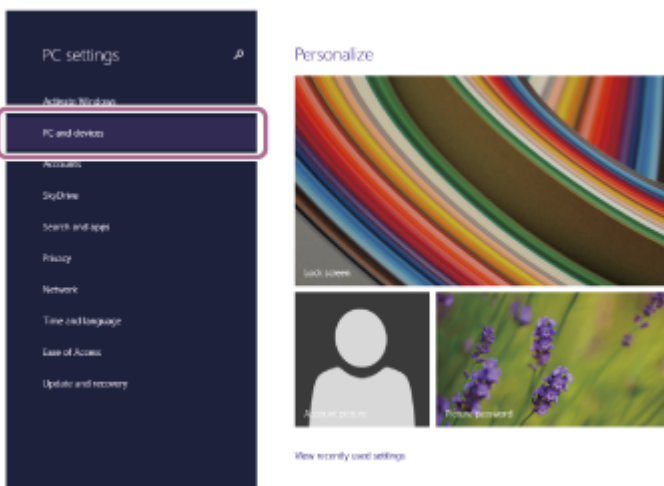 PC settings
Activate Windows
PC and devices
Accounts
SkyDrive
Search and apps
Privacy
Network
Time and language
Ease of Access
Update and recovery
Personalize
Lock screen
Account picture
Picture password
View recently used settings